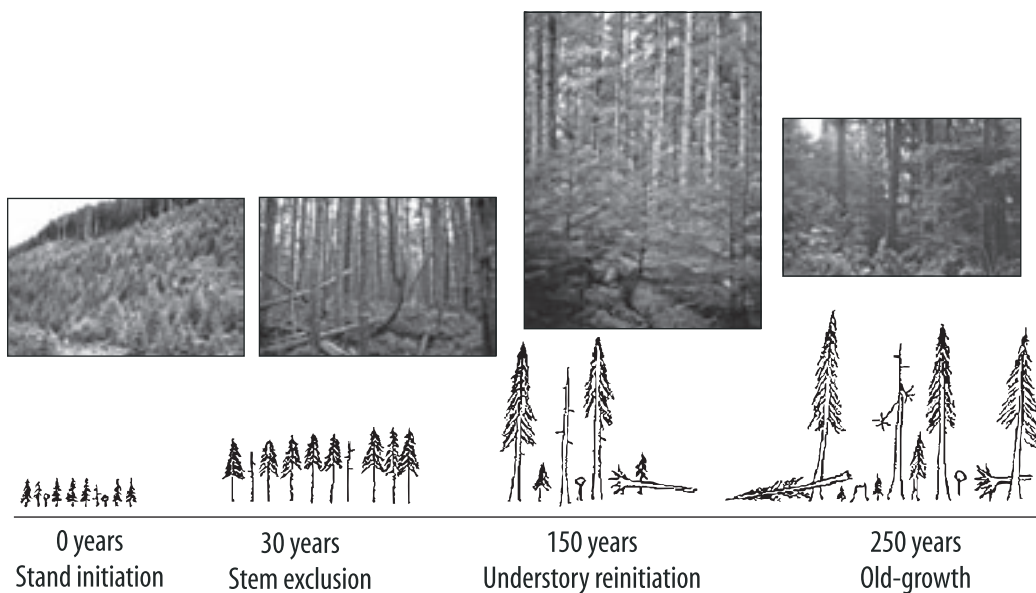 0 years
Stand initiation
30 years
Stem exclusion
150 years
Understory reinitiation
250 years
Old-growth